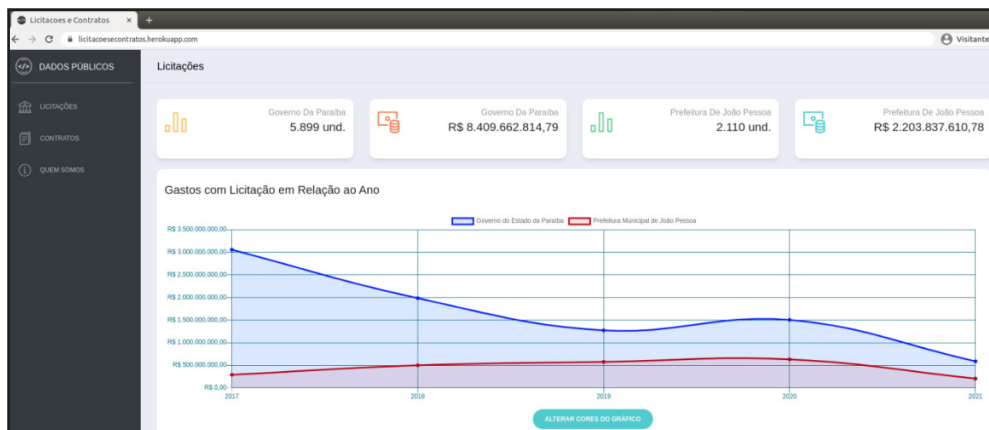 Licitacoes e Contratos
licitacoesecontratos.herokuapp.com
Visitante
DADOS PÚBLICOS
LICITAÇÕES
CONTRATOS
QUEM SOMOS
Licitações
Governo Da Paraíba
5.899 und.
Governo Da Paraíba
R$ 8.409.662.814,79
Prefeitura De João Pessoa
2.110 und.
Prefeitura De João Pessoa
R$ 2.203.837.610,78
Gastos com Licitação em Relação ao Ano
Governo do Estado da Paraíba Prefeitura Municipal de João Pessoa
R$ 3.500.000.000,00
R$ 3.000.000.000,00
R$ 2.500.000.000,00
R$ 2.000.000.000,00
R$ 1.500.000.000,00
R$ 1.000.000.000,00
R$ 500.000.000,00
R$ 0,00
2017 2018 2019 2020 2021
ALTERAR CORES DO GRÁFICO